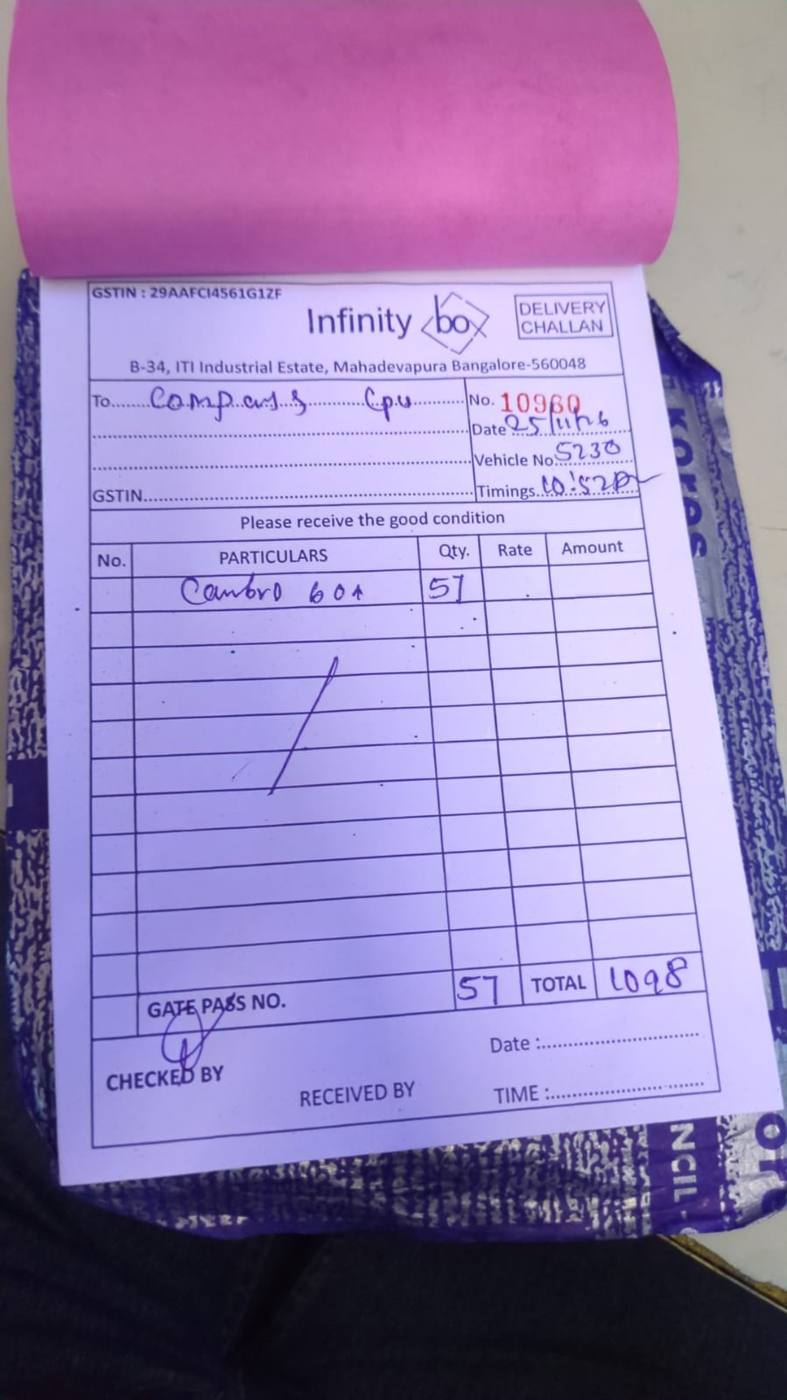 GSTIN : 29AAFCI4561G1ZF
Infinity box
DELIVERY
CHALLAN
B-34, ITI Industrial Estate, Mahadevapura Bangalore-560048
To........Compass Cpu
No. 10960
Date 25/11/26
Vehicle No. 5230
GSTIN
Timings. 10:52
Please receive the good condition
No. PARTICULARS Qty. Rate Amount
Cambro 57
GATE PASS NO. 57 TOTAL 1098
Date :
CHECKED BY
RECEIVED BY
TIME :
Kores
NCIL